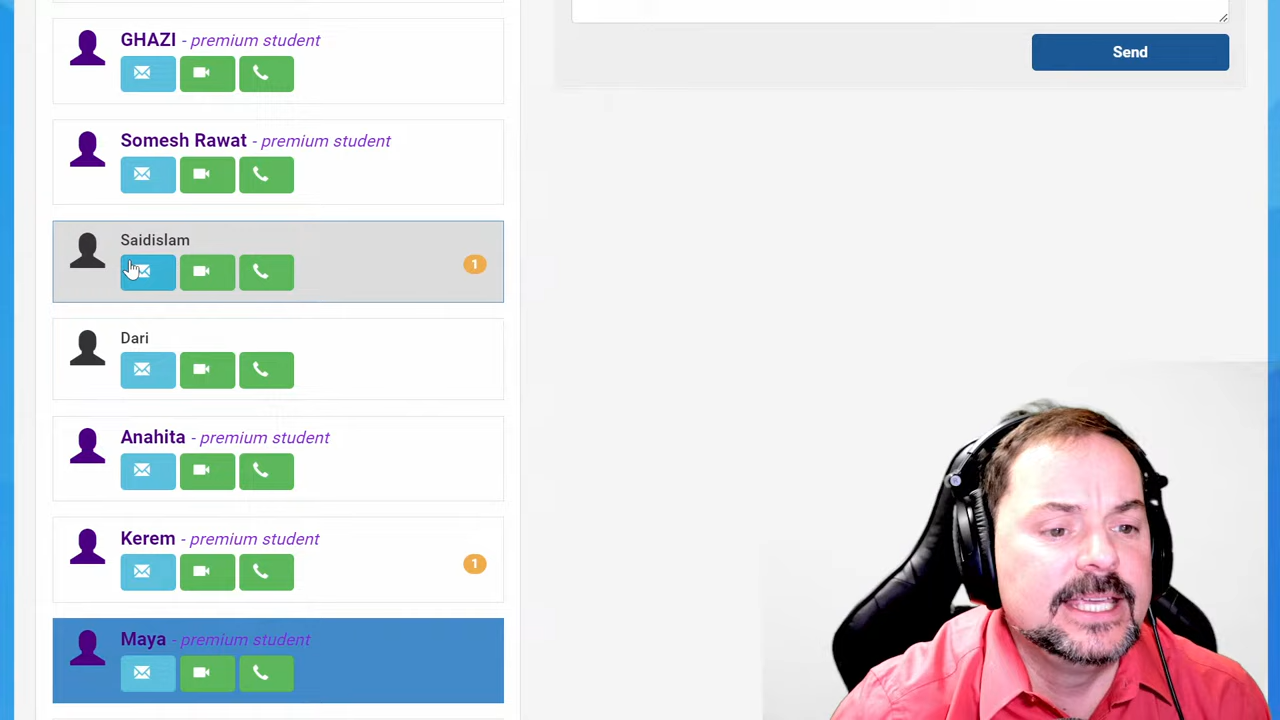 GHAZI - premium student
Send
Somesh Rawat - premium student
Saidislam
1
Dari
Anahita - premium student
Kerem - premium student
1
Maya - premium student